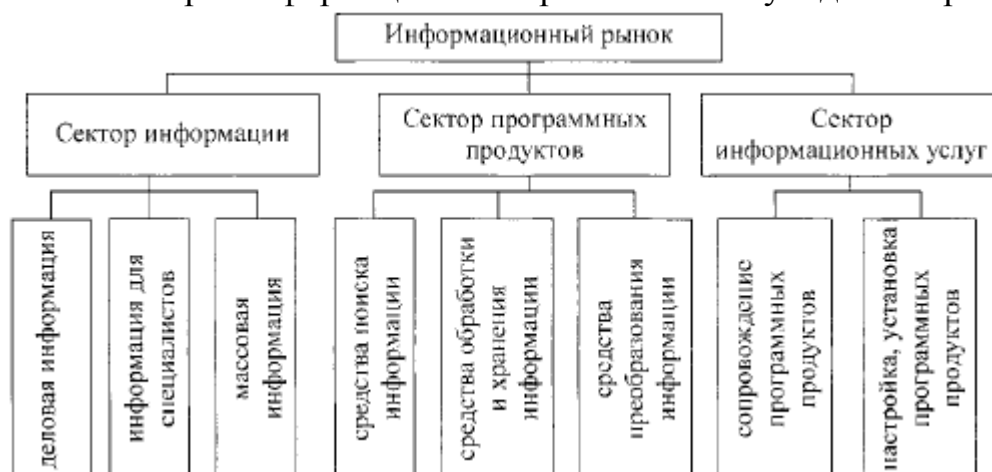 Информационный рынок
Сектор информации
Сектор программных
продуктов
Сектор
информационных услуг
деловая информация
информация для
специалистов
массовая
информация
средства поиска
информации
средства обработки
и хранения
информации
средства
преобразования
информации
сопровождение
программных
продуктов
настройка, установка
программных
продуктов